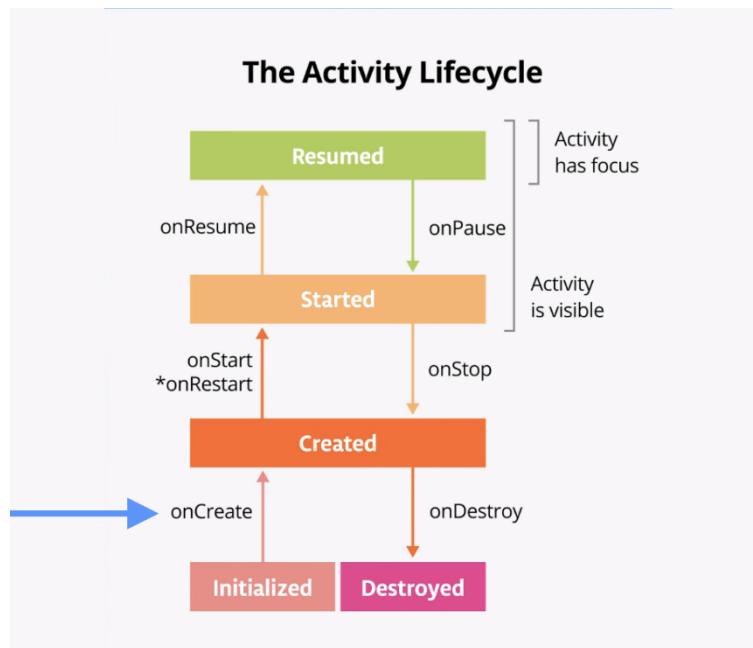 The Activity Lifecycle
Resumed
Activity
has focus
onResume
onPause
Activity
is visible
Started
onStart
*onRestart
onStop
Created
onCreate
onDestroy
Initialized
Destroyed